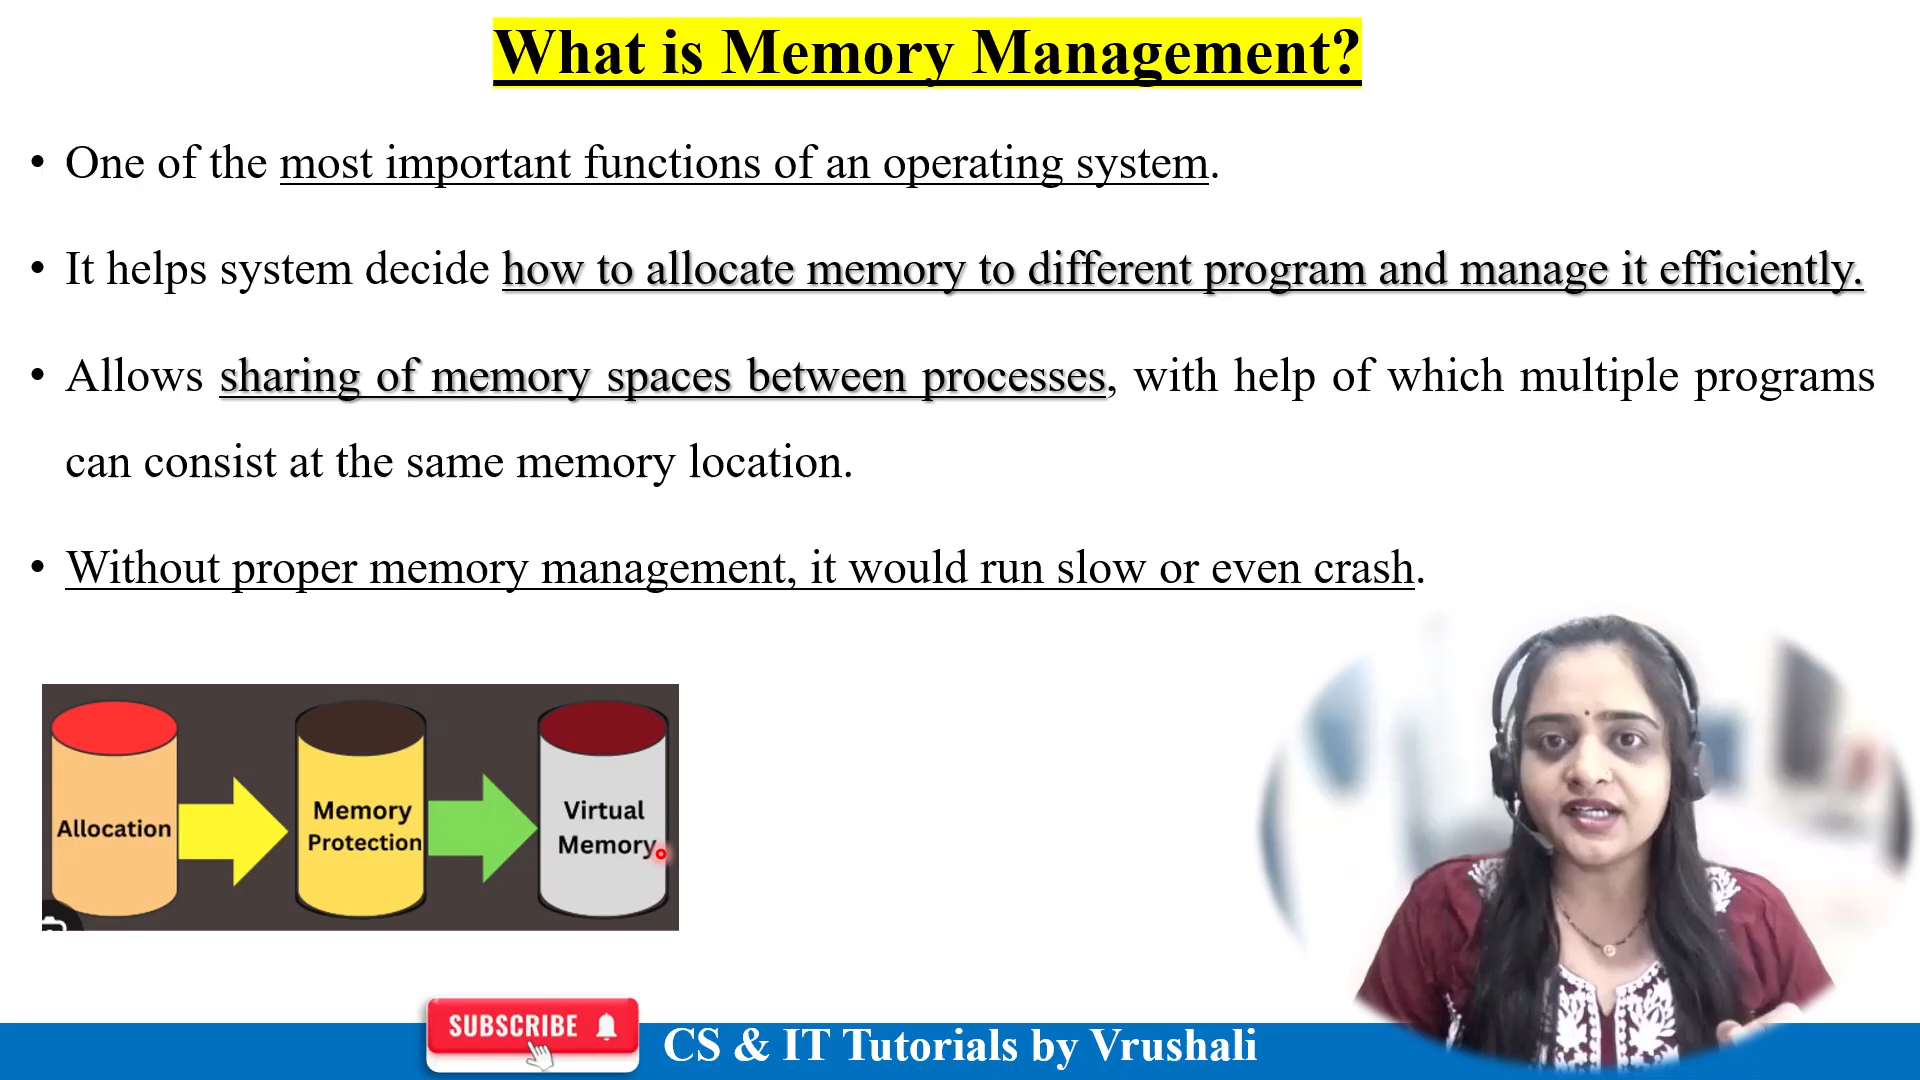 What is Memory Management?
• One of the most important functions of an operating system.
• It helps system decide how to allocate memory to different program and manage it efficiently.
• Allows sharing of memory spaces between processes, with help of which multiple programs
can consist at the same memory location.
• Without proper memory management, it would run slow or even crash.
Allocation
Memory
Protection
Virtual
Memory
SUBSCRIBE
CS & IT Tutorials by Vrushali